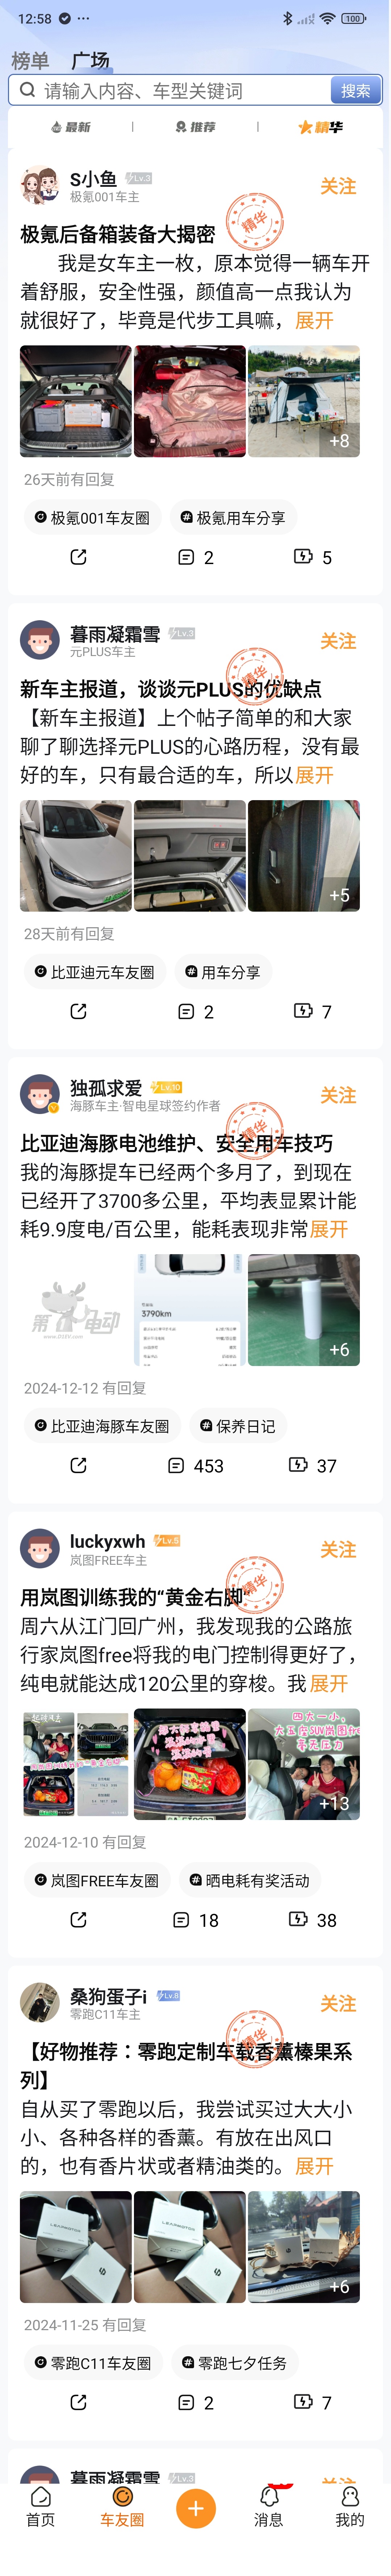 12:58
100
榜单 广场
请输入内容、车型关键词 搜索
最新 推荐 精华
S小鱼 Lv.3
极氪001车主
关注
精华
极氪后备箱装备大揭密
我是女车主一枚，原本觉得一辆车开
着舒服，安全性强，颜值高一点我认为
就很好了，毕竟是代步工具嘛，展开
+8
26天前有回复
极氪001车友圈 极氪用车分享
2 5
暮雨凝霜雪 Lv.3
元PLUS车主
关注
精华
新车主报道，谈谈元PLUS的优缺点
【新车主报道】上个帖子简单的和大家
聊了聊选择元PLUS的心路历程，没有最
好的车，只有最合适的车，所以展开
+5
28天前有回复
比亚迪元车友圈 用车分享
2 7
独孤求爱 Lv.10
海豚车主·智电星球签约作者
关注
精华
比亚迪海豚电池维护、安全用车技巧
我的海豚提车已经两个多月了，到现在
已经开了3700多公里，平均表显累计能
耗9.9度电/百公里，能耗表现非常展开
第一电动
3790km
+6
2024-12-12 有回复
比亚迪海豚车友圈 保养日记
453 37
luckyxwh Lv.5
岚图FREE车主
关注
精华
用岚图训练我的“黄金右脚”
周六从江门回广州，我发现我的公路旅
行家岚图free将我的电门控制得更好了，
纯电就能达成120公里的穿梭。我展开
四大一小，
大五座SUV岚图free
毫无压力
+13
2024-12-10 有回复
岚图FREE车友圈 晒电耗有奖活动
18 38
桑狗蛋子i Lv.8
零跑C11车主
关注
精华
【好物推荐：零跑定制车载香薰榛果系
列】
自从买了零跑以后，我尝试买过大大小
小、各种各样的香薰。有放在出风口
的，也有香片状或者精油类的。展开
LEAPMOTOR
LEAPMOTOR
+6
2024-11-25 有回复
零跑C11车友圈 零跑七夕任务
2 7
暮雨凝霜雪 Lv.3
关注
首页 车友圈 消息 我的